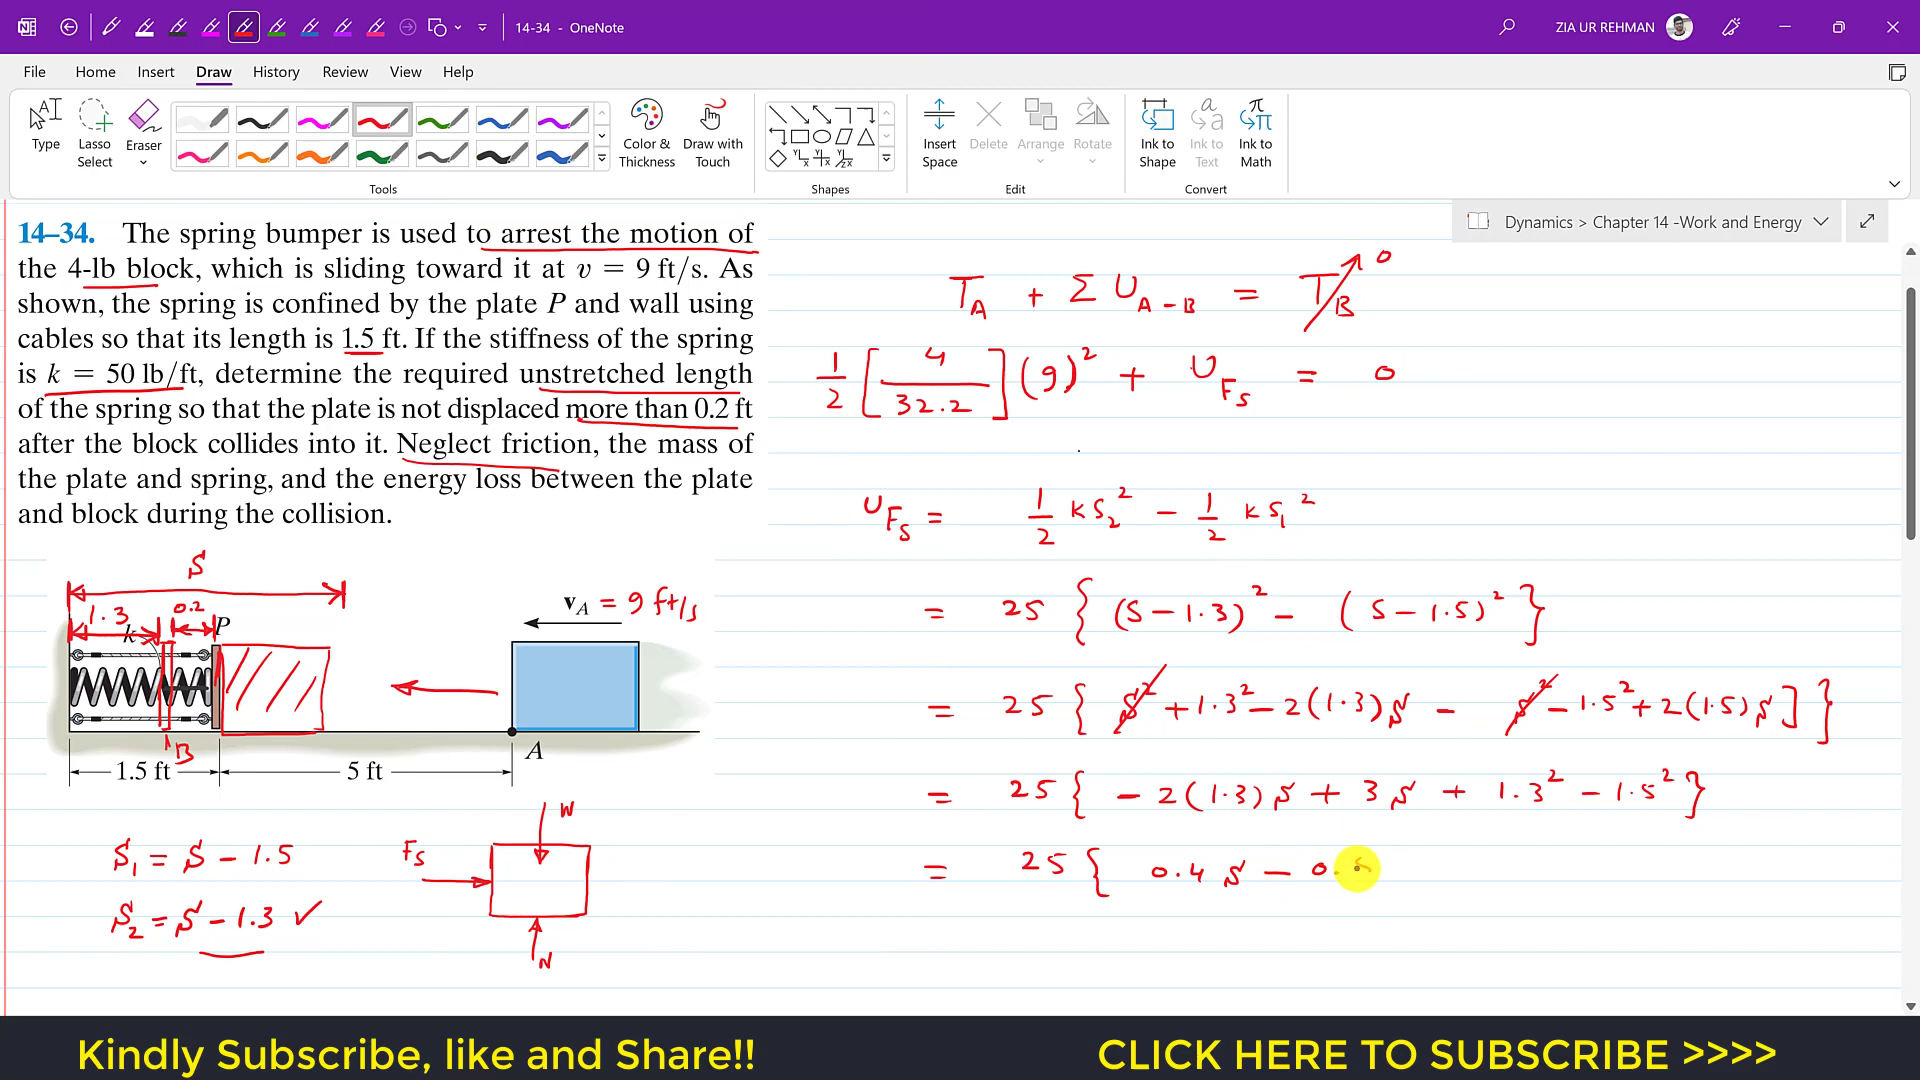 14-34 - OneNote
ZIA UR REHMAN
File Home Insert Draw History Review View Help
Type
Lasso Select
Eraser
Color & Thickness
Draw with Touch
Insert Space
Delete
Arrange
Rotate
Ink to Shape
Ink to Text
Ink to Math
Tools
Shapes
Edit
Convert
Dynamics > Chapter 14 -Work and Energy
14–34. The spring bumper is used to arrest the motion of
the 4-lb block, which is sliding toward it at v = 9 ft/s. As
shown, the spring is confined by the plate P and wall using
cables so that its length is 1.5 ft. If the stiffness of the spring
is k = 50 lb/ft, determine the required unstretched length
of the spring so that the plate is not displaced more than 0.2 ft
after the block collides into it. Neglect friction, the mass of
the plate and spring, and the energy loss between the plate
and block during the collision.
S
1.3
0.2
k
P
v_A = 9 ft/s
B
A
1.5 ft
5 ft
S₁ = S - 1.5
S₂ = S - 1.3 ✓
W
Fs
N
T_A + Σ U_A-B = T_B 0
1/2 [4/32.2] (9)² + U_Fs = 0
U_Fs = 1/2 k S₂² - 1/2 k S₁²
= 25 { (S - 1.3)² - (S - 1.5)² }
= 25 { S² + 1.3² - 2(1.3)S - S² - 1.5² + 2(1.5)S ] }
= 25 { - 2(1.3)S + 3S + 1.3² - 1.5² }
= 25 { 0.4 S - 0.
Kindly Subscribe, like and Share!!
CLICK HERE TO SUBSCRIBE >>>>